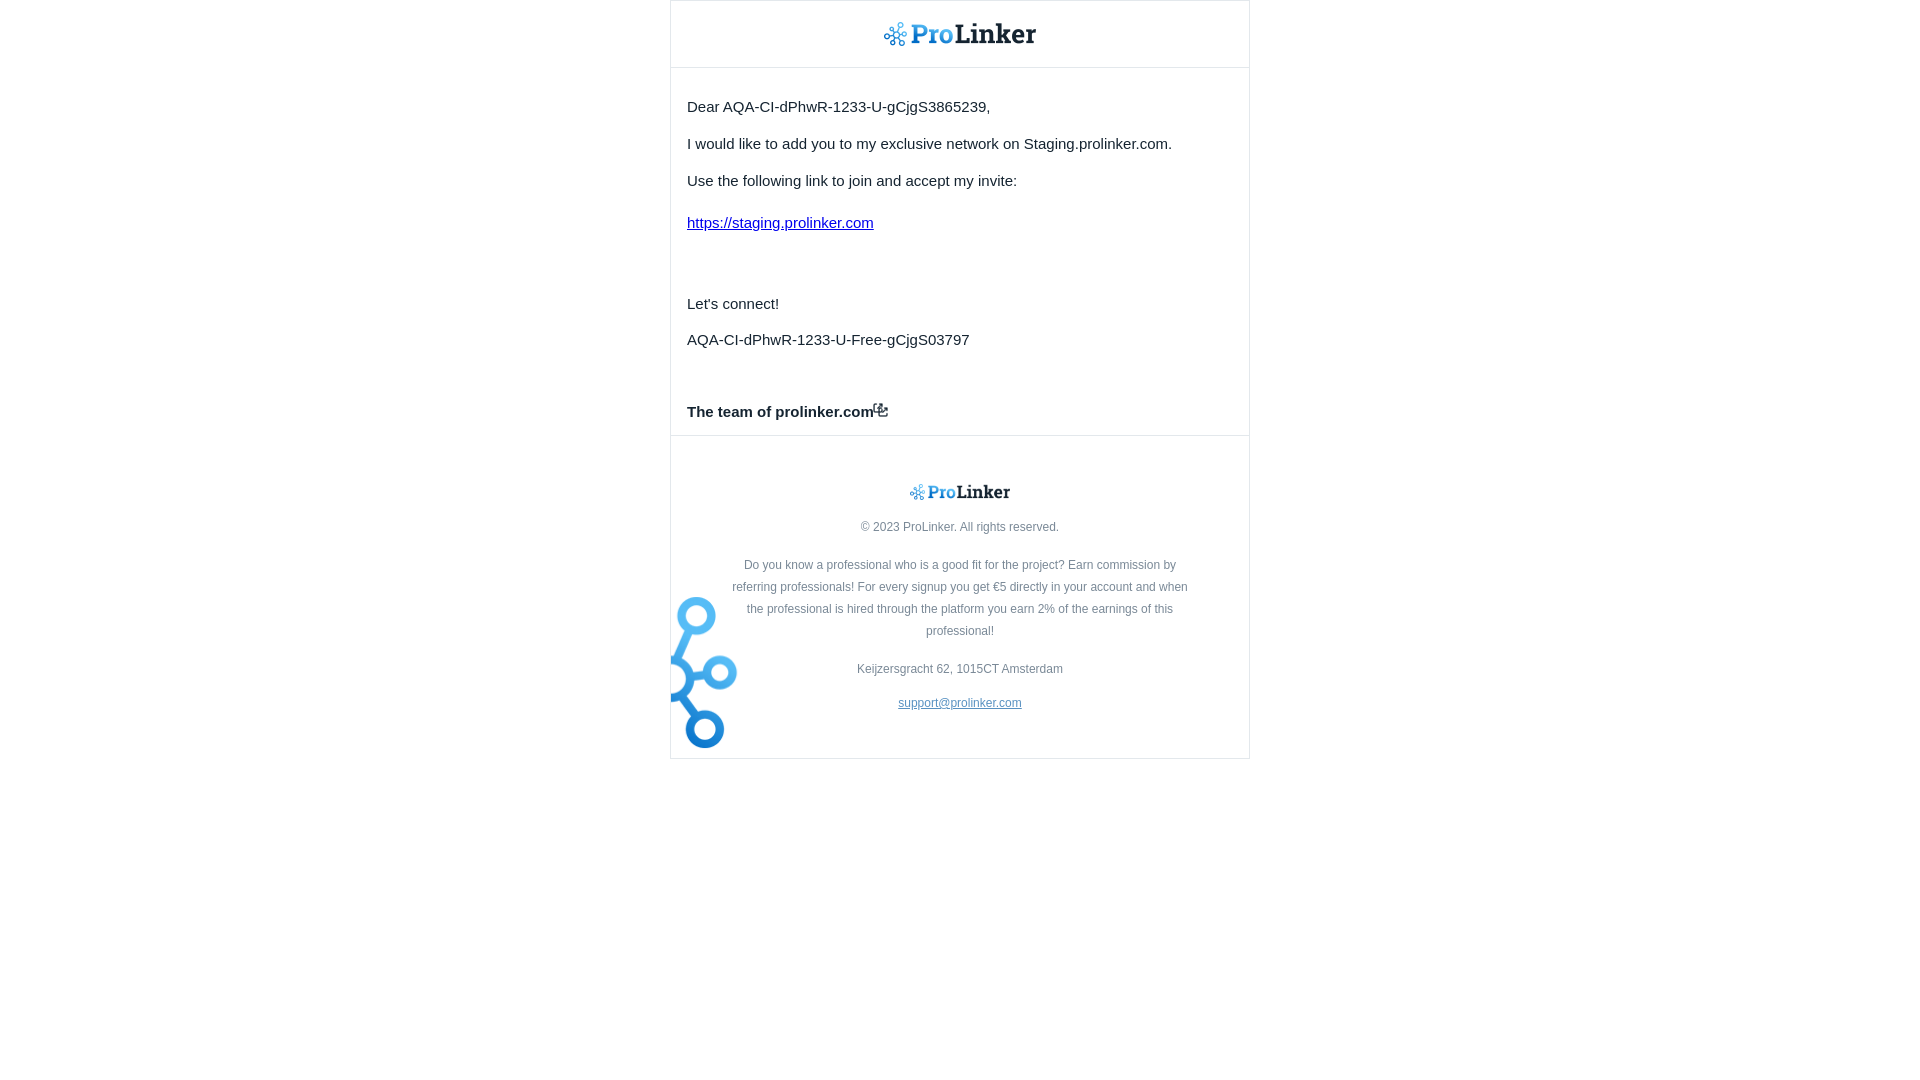 ProLinker
Dear AQA-CI-dPhwR-1233-U-gCjgS3865239,
I would like to add you to my exclusive network on Staging.prolinker.com.
Use the following link to join and accept my invite:
https://staging.prolinker.com
Let's connect!
AQA-CI-dPhwR-1233-U-Free-gCjgS03797
The team of prolinker.com
ProLinker
© 2023 ProLinker. All rights reserved.
Do you know a professional who is a good fit for the project? Earn commission by
referring professionals! For every signup you get €5 directly in your account and when
the professional is hired through the platform you earn 2% of the earnings of this
professional!
Keijzersgracht 62, 1015CT Amsterdam
support@prolinker.com